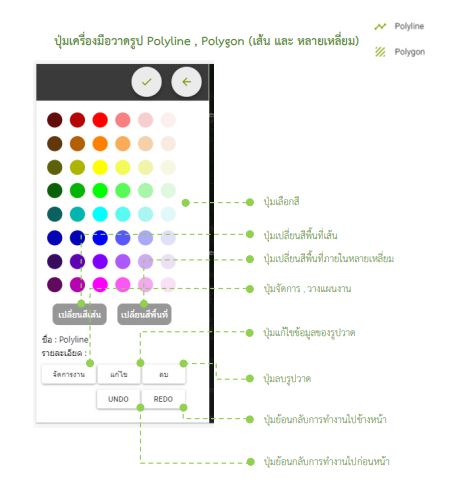 Polyline
ปุ่มเครื่องมือวาดรูป Polyline , Polygon (เส้น และ หลายเหลี่ยม)
Polygon
ปุ่มเลือกสี
ปุ่มเปลี่ยนสีพื้นที่เส้น
ปุ่มเปลี่ยนสีพื้นที่ภายในหลายเหลี่ยม
ปุ่มจัดการ , วางแผนงาน
เปลี่ยนสีเส้น
เปลี่ยนสีพื้นที่
ปุ่มแก้ไขข้อมูลของรูปวาด
ชื่อ : Polyline
รายละเอียด :
จัดการงาน
แก้ไข
ลบ
ปุ่มลบรูปวาด
UNDO
REDO
ปุ่มย้อนกลับการทำงานไปข้างหน้า
ปุ่มย้อนกลับการทำงานไปก่อนหน้า